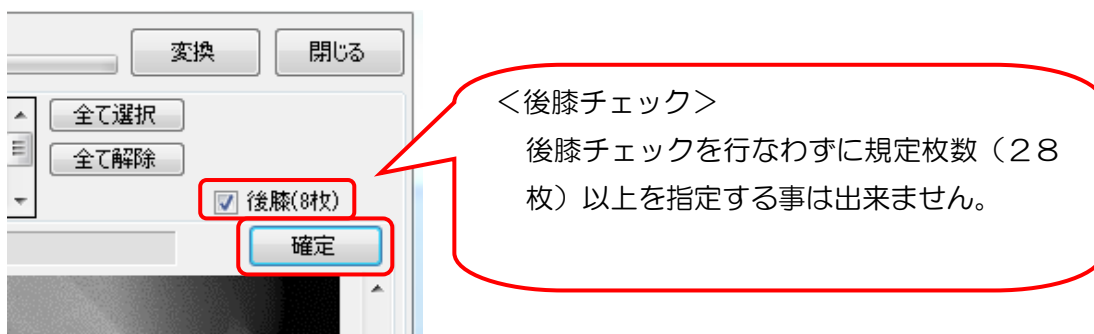 変換
閉じる
全て選択
全て解除
後膝(8枚)
確定
＜後膝チェック＞
後膝チェックを行なわずに規定枚数（２８
枚）以上を指定する事は出来ません。